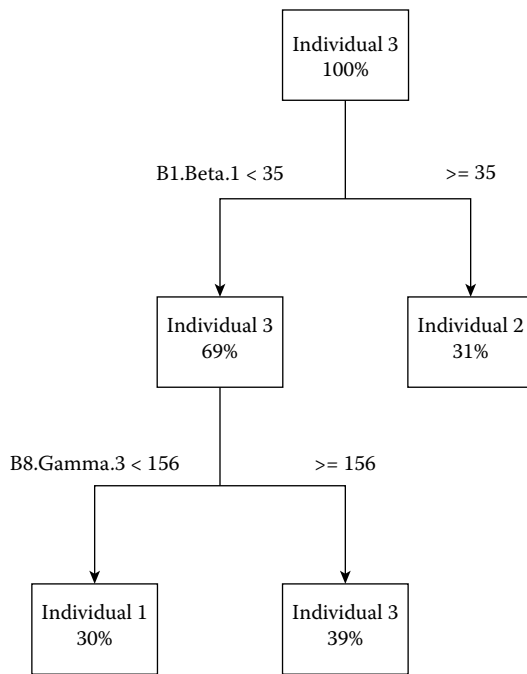 Individual 3
100%
B1.Beta.1 < 35
>= 35
Individual 3
69%
Individual 2
31%
B8.Gamma.3 < 156
>= 156
Individual 1
30%
Individual 3
39%